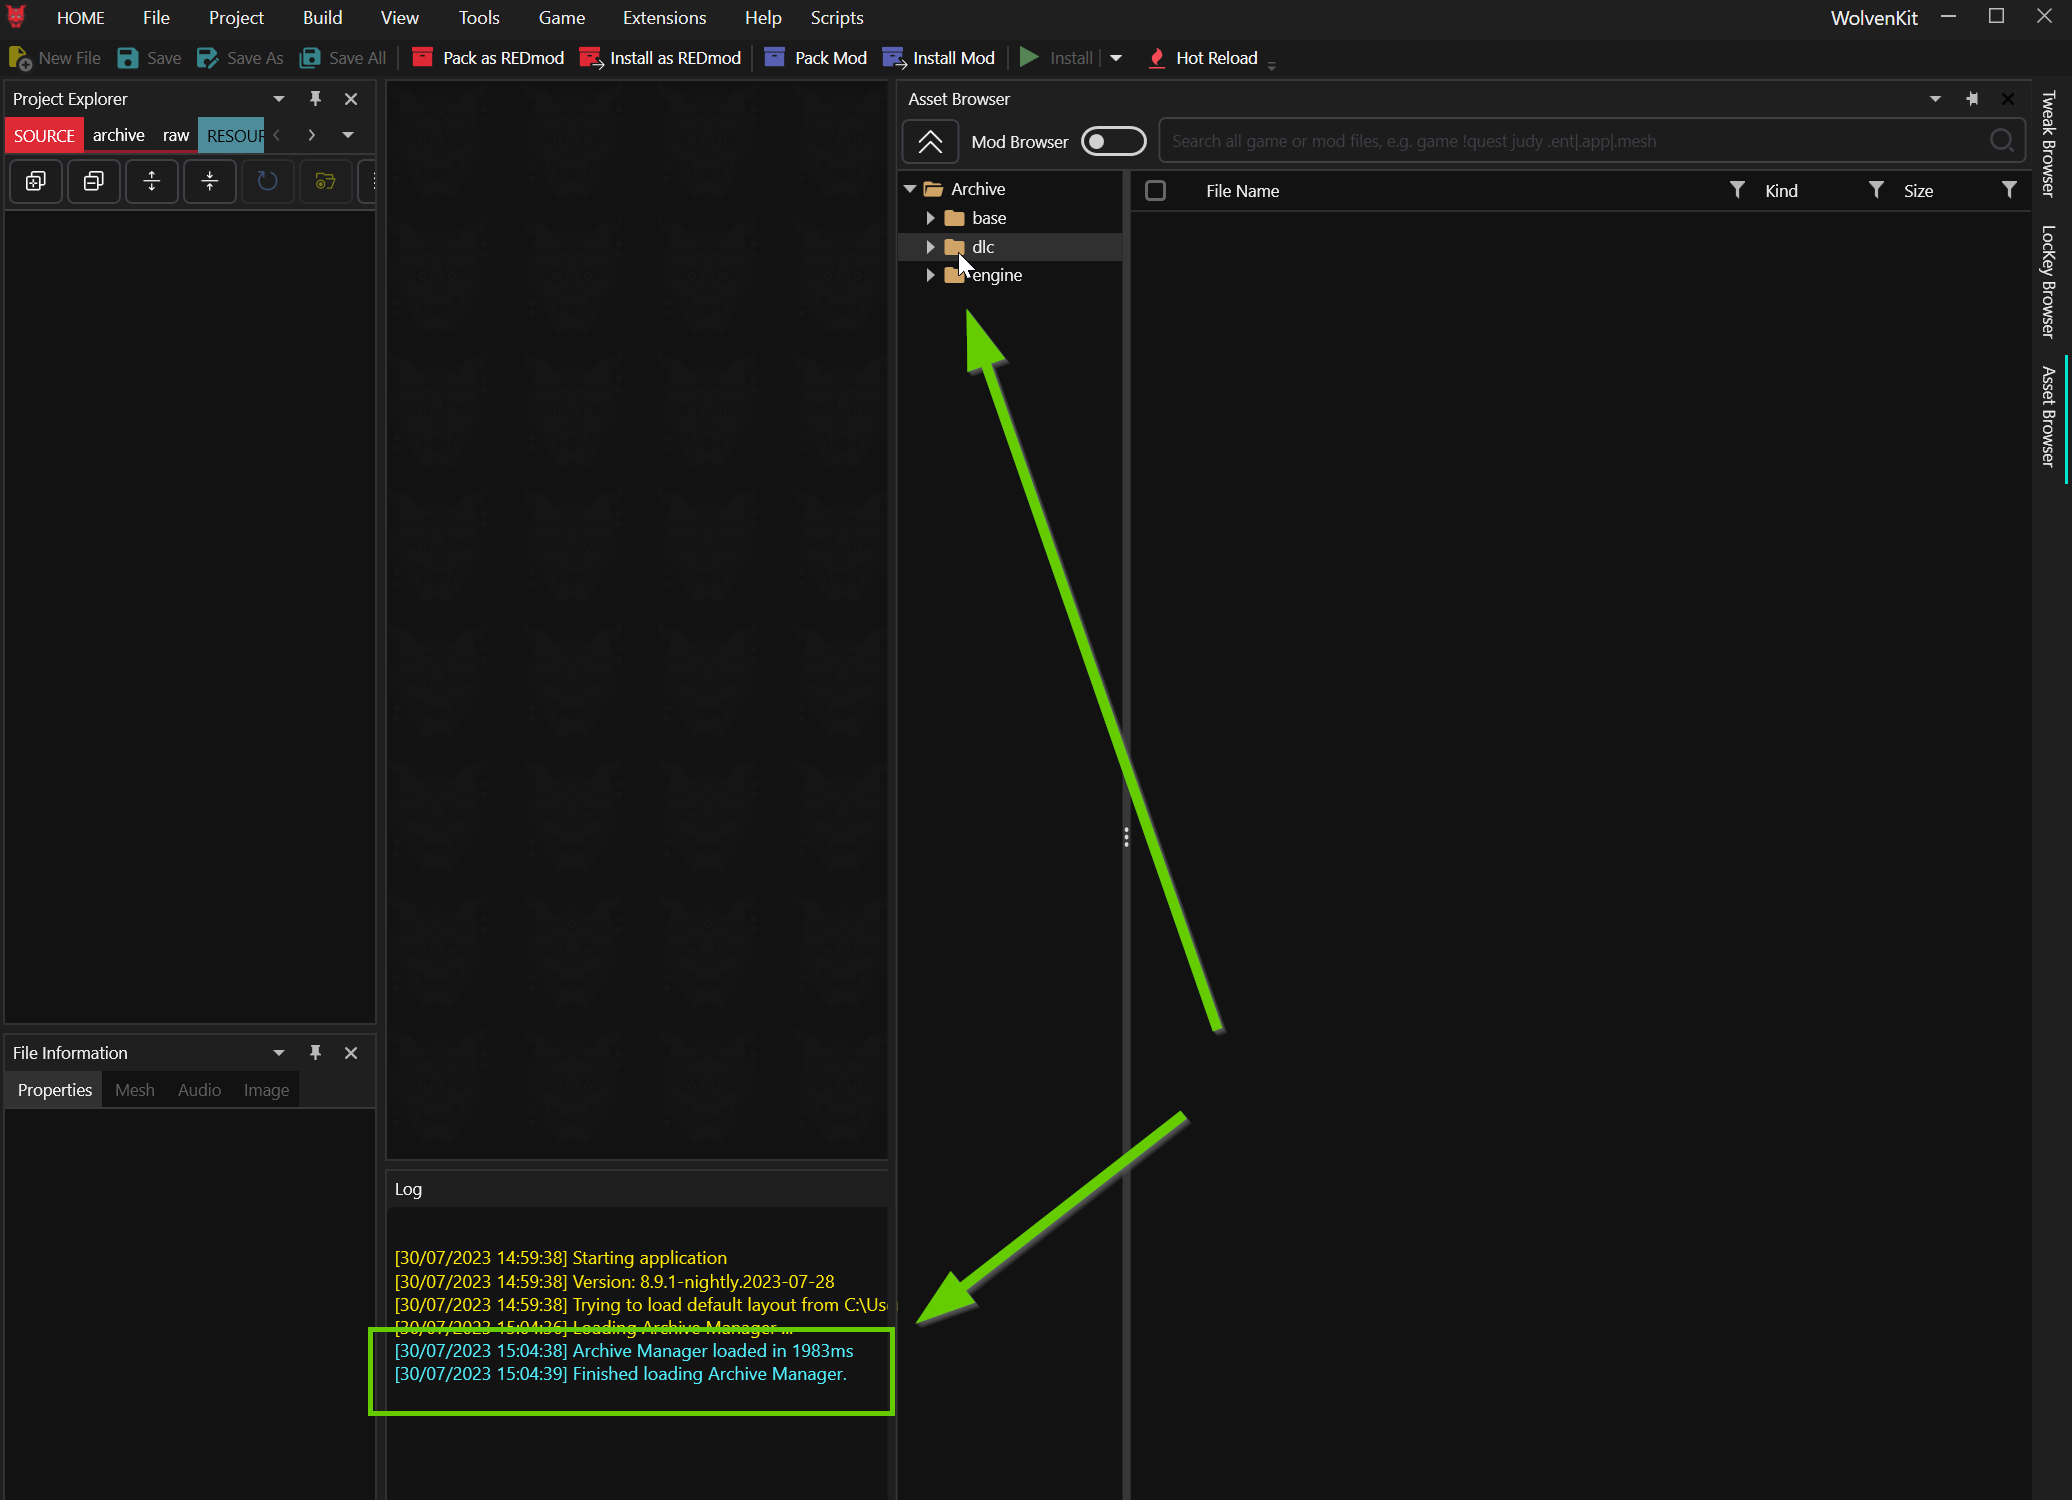 HOME File Project Build View Tools Game Extensions Help Scripts WolvenKit
New File Save Save As Save All Pack as REDmod Install as REDmod Pack Mod Install Mod Install Hot Reload
Project Explorer
SOURCE archive raw RESOUR
File Information
Properties Mesh Audio Image
Log
[30/07/2023 14:59:38] Starting application
[30/07/2023 14:59:38] Version: 8.9.1-nightly.2023-07-28
[30/07/2023 14:59:38] Trying to load default layout from C:\Use
[30/07/2023 15:04:36] Loading Archive Manager ...
[30/07/2023 15:04:38] Archive Manager loaded in 1983ms
[30/07/2023 15:04:39] Finished loading Archive Manager.
Asset Browser
Mod Browser
Search all game or mod files, e.g. game !quest judy .ent|.app|.mesh
Archive
base
dlc
engine
File Name Kind Size
Tweak Browser
LocKey Browser
Asset Browser